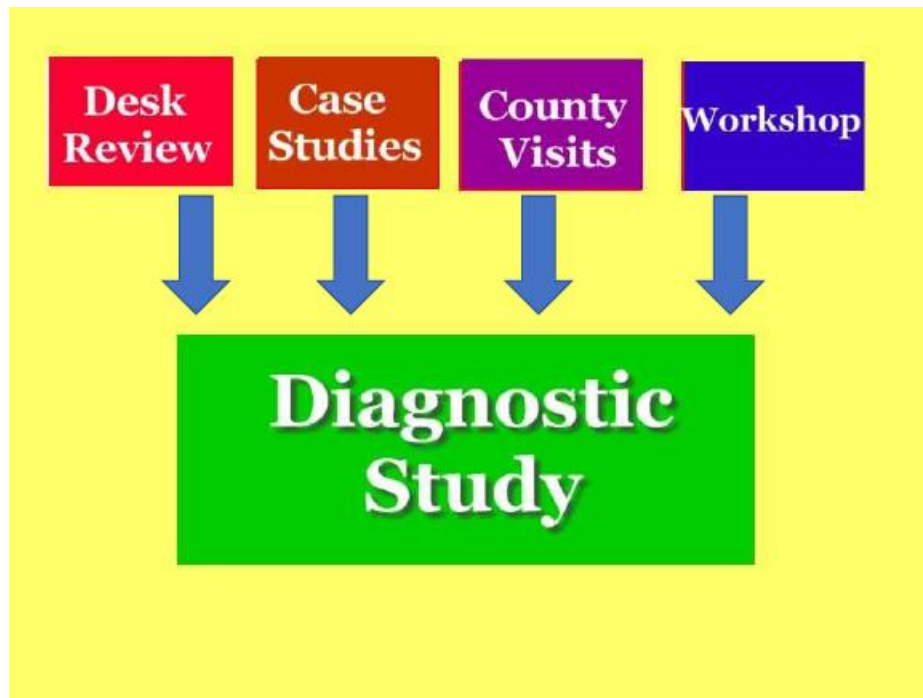 Desk
Review
Case
Studies
County
Visits
Workshop
Diagnostic
Study